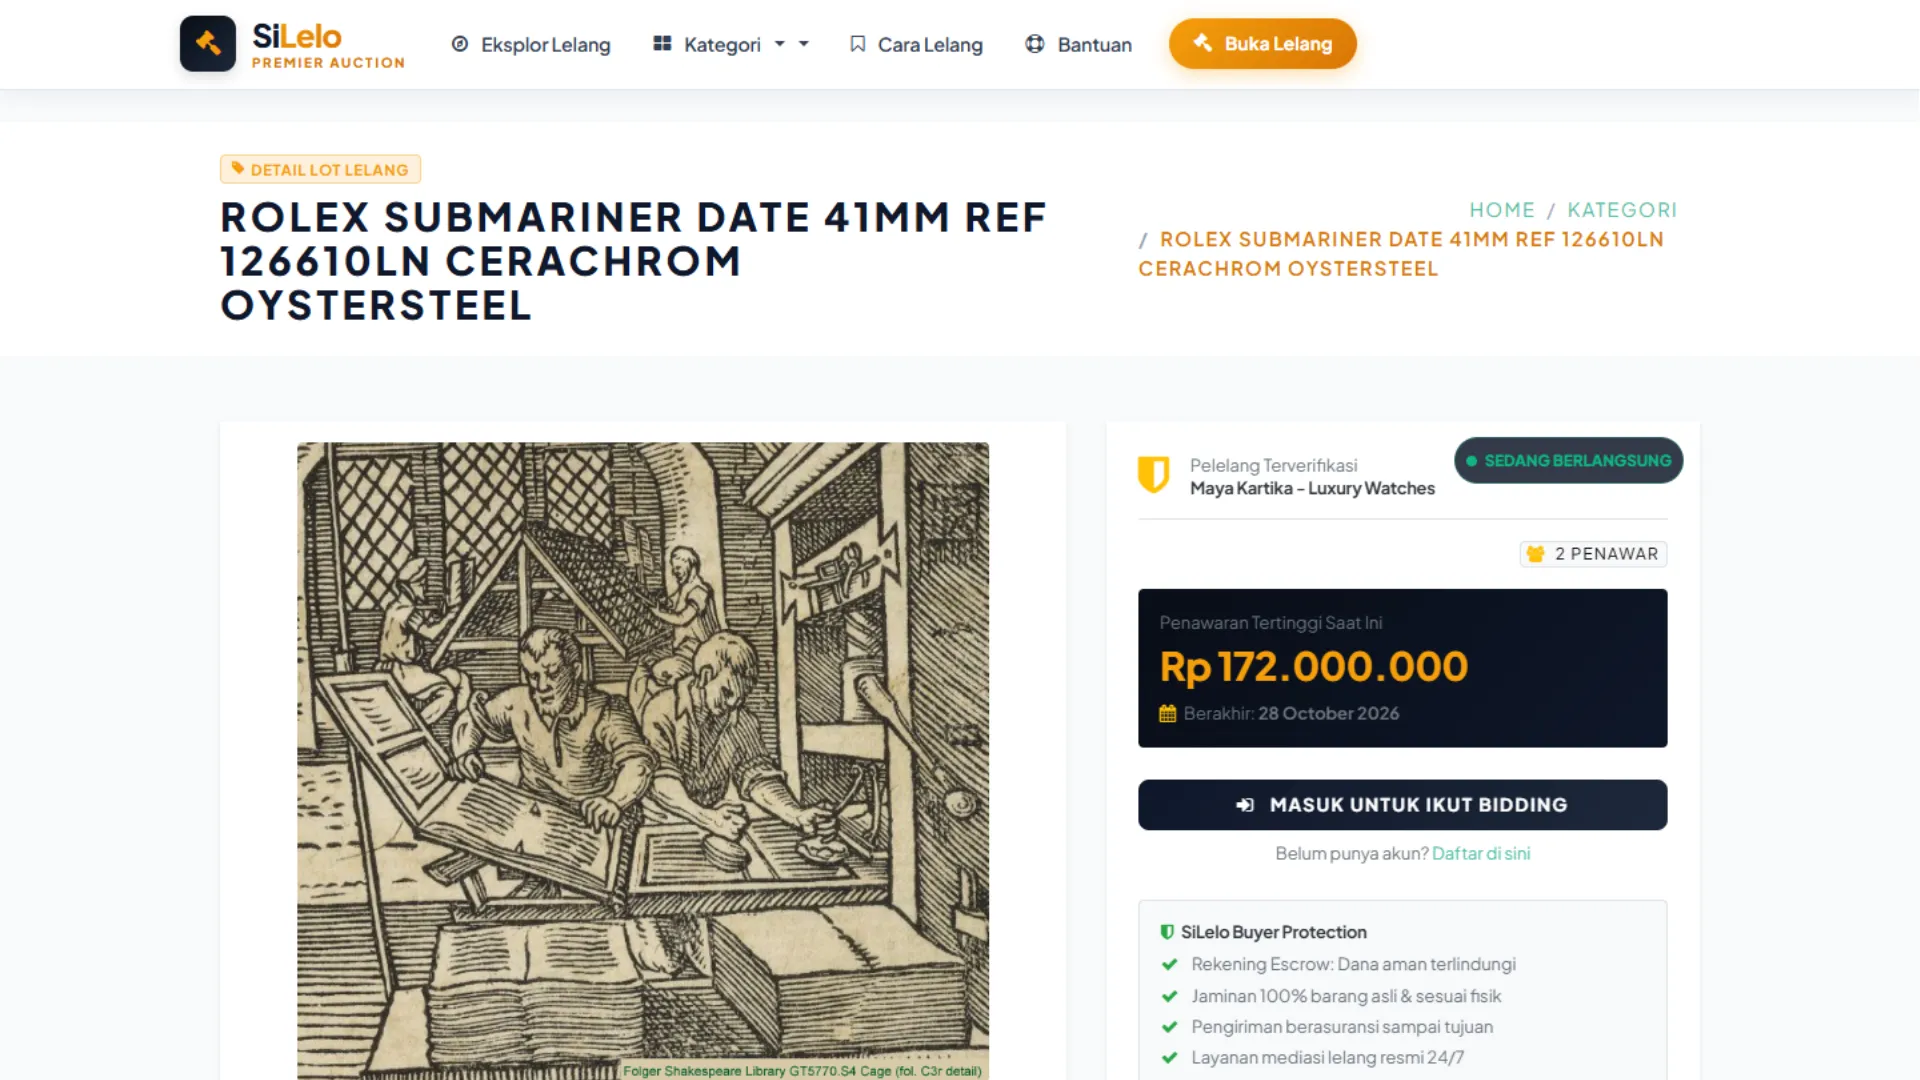 SiLelo
PREMIER AUCTION
Eksplor Lelang
Kategori
Cara Lelang
Bantuan
Buka Lelang
DETAIL LOT LELANG
ROLEX SUBMARINER DATE 41MM REF
126610LN CERACHROM
OYSTERSTEEL
HOME / KATEGORI
/ ROLEX SUBMARINER DATE 41MM REF 126610LN
CERACHROM OYSTERSTEEL
Pelelang Terverifikasi
Maya Kartika - Luxury Watches
SEDANG BERLANGSUNG
2 PENAWAR
Penawaran Tertinggi Saat Ini
Rp 172.000.000
Berakhir: 28 October 2026
MASUK UNTUK IKUT BIDDING
Belum punya akun? Daftar di sini
SiLelo Buyer Protection
Rekening Escrow: Dana aman terlindungi
Jaminan 100% barang asli & sesuai fisik
Pengiriman berasuransi sampai tujuan
Layanan mediasi lelang resmi 24/7
Folger Shakespeare Library GT5770.S4 Cage (fol. C3r detail)